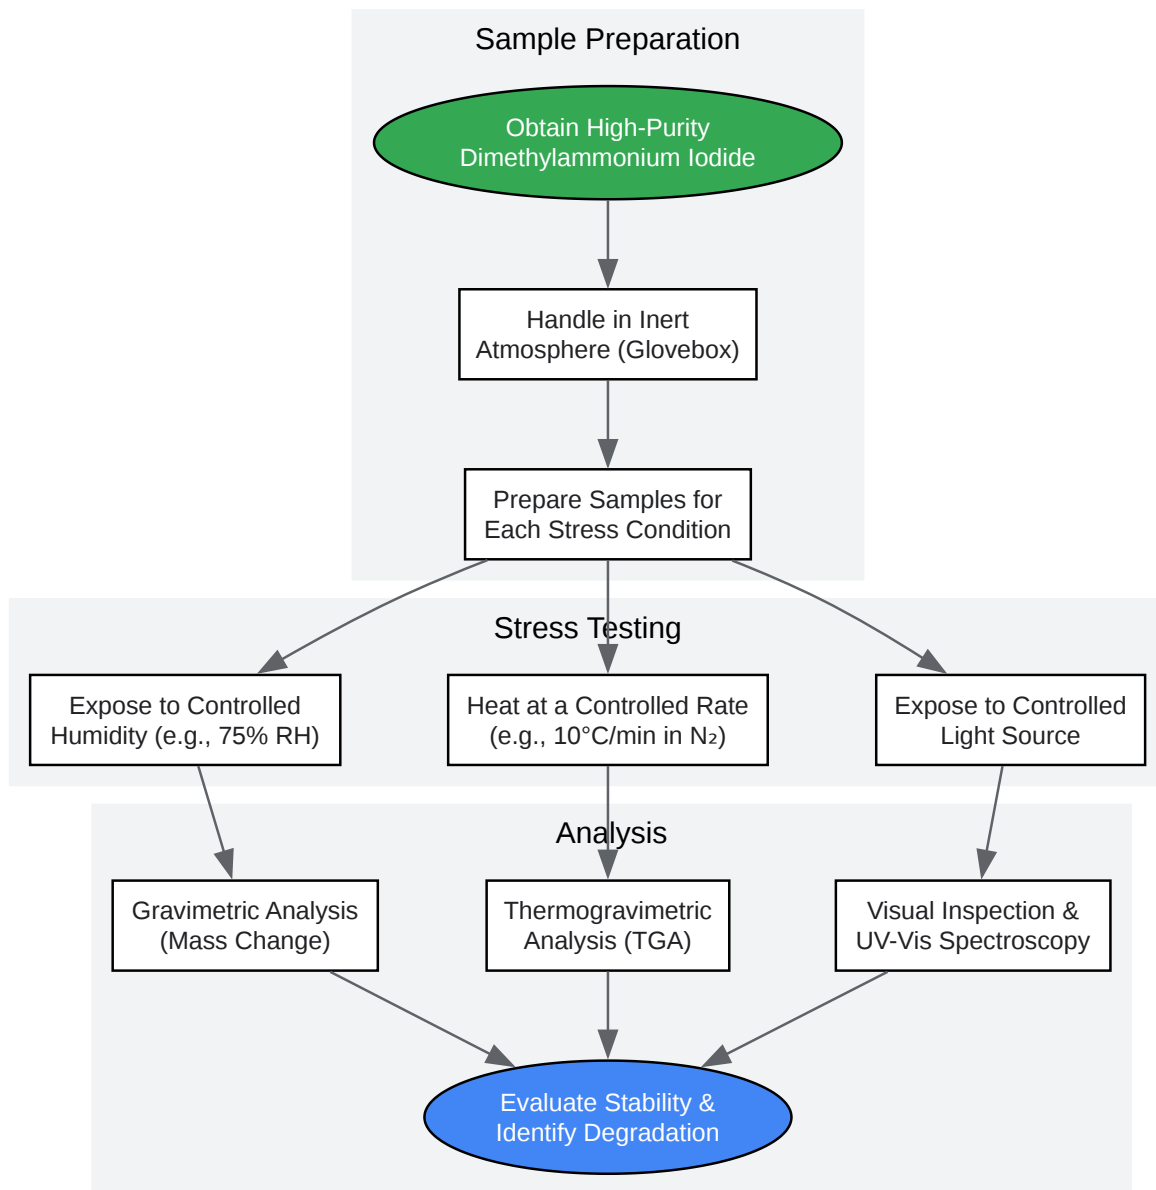 Sample Preparation
Obtain High-Purity
Dimethylammonium Iodide
Handle in Inert
Atmosphere (Glovebox)
Prepare Samples for
Each Stress Condition
Stress Testing
Expose to Controlled
Humidity (e.g., 75% RH)
Heat at a Controlled Rate
(e.g., 10°C/min in N₂)
Expose to Controlled
Light Source
Analysis
Gravimetric Analysis
(Mass Change)
Thermogravimetric
Analysis (TGA)
Visual Inspection &
UV-Vis Spectroscopy
Evaluate Stability &
Identify Degradation